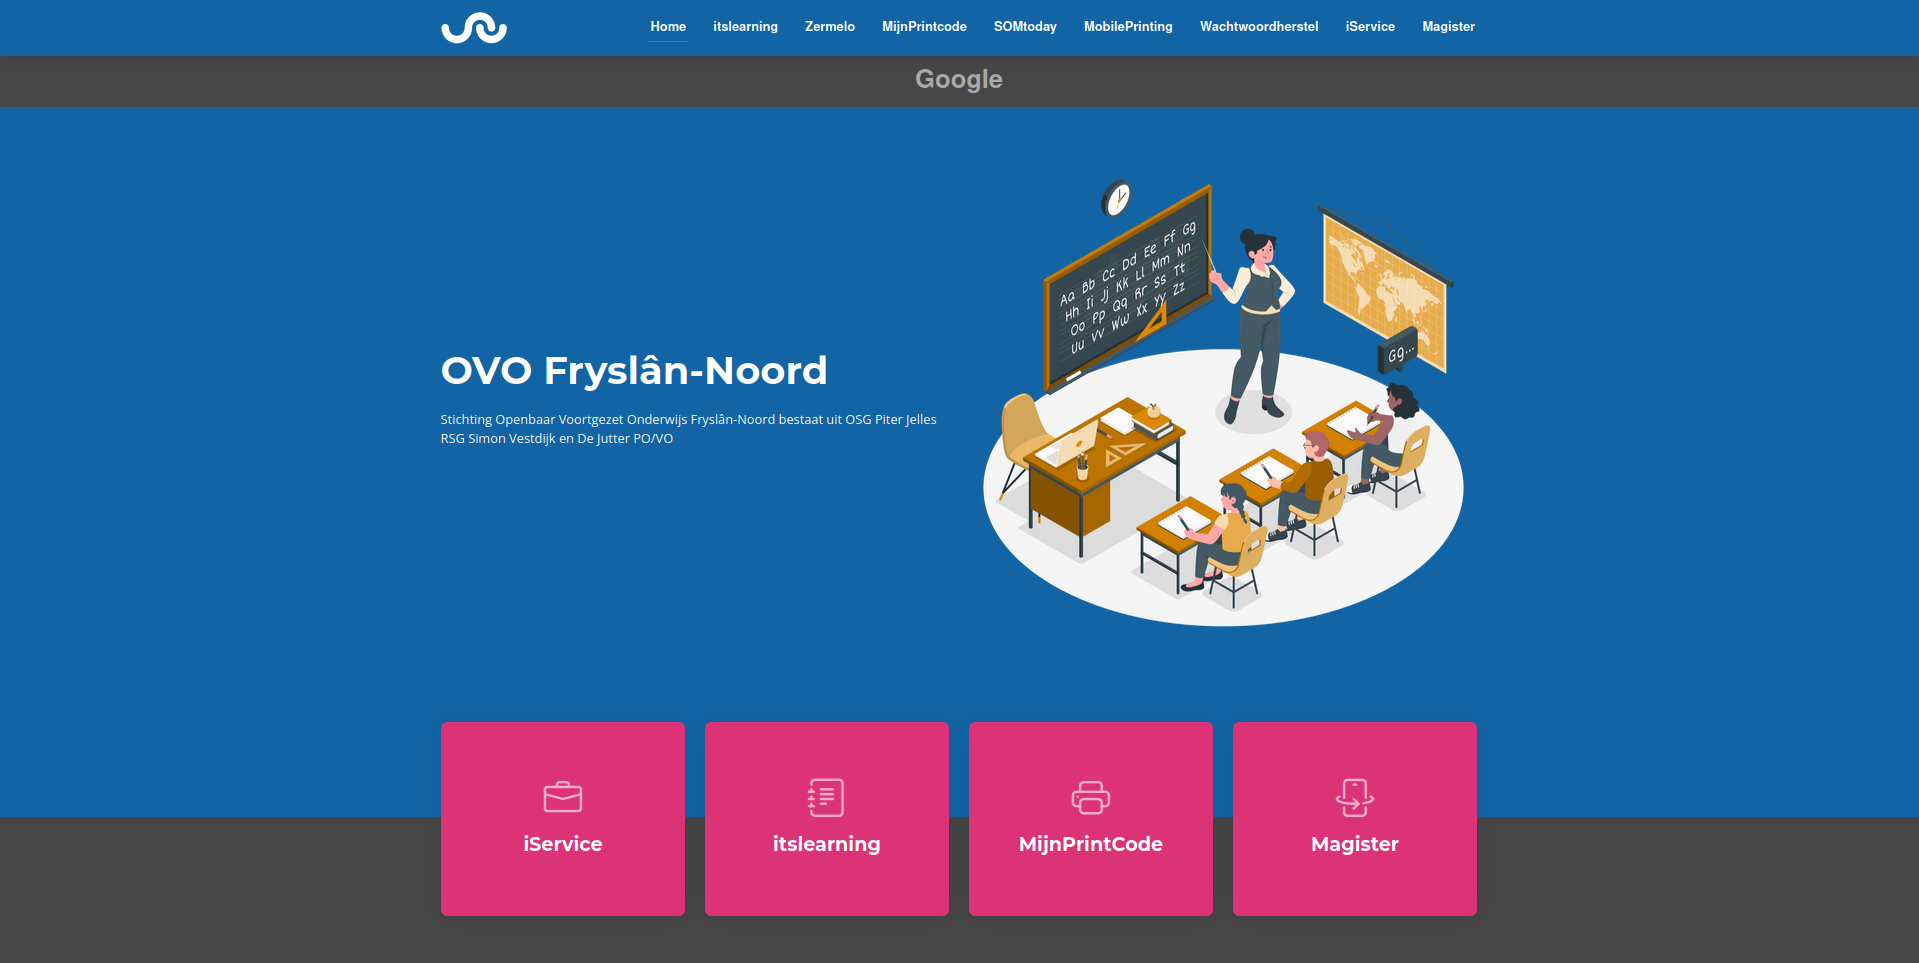 Home itslearning Zermelo MijnPrintcode SOMtoday MobilePrinting Wachtwoordherstel iService Magister
Google
Aa Bb Cc Dd Ee Ff Gg
Hh Ii Jj Kk Ll Mm Nn
Oo Pp Qq Rr Ss Tt
Uu Vv Ww Xx Yy Zz
Gg...
OVO Fryslân-Noord
Stichting Openbaar Voortgezet Onderwijs Fryslân-Noord bestaat uit OSG Piter Jelles
RSG Simon Vestdijk en De Jutter PO/VO
iService
itslearning
MijnPrintCode
Magister